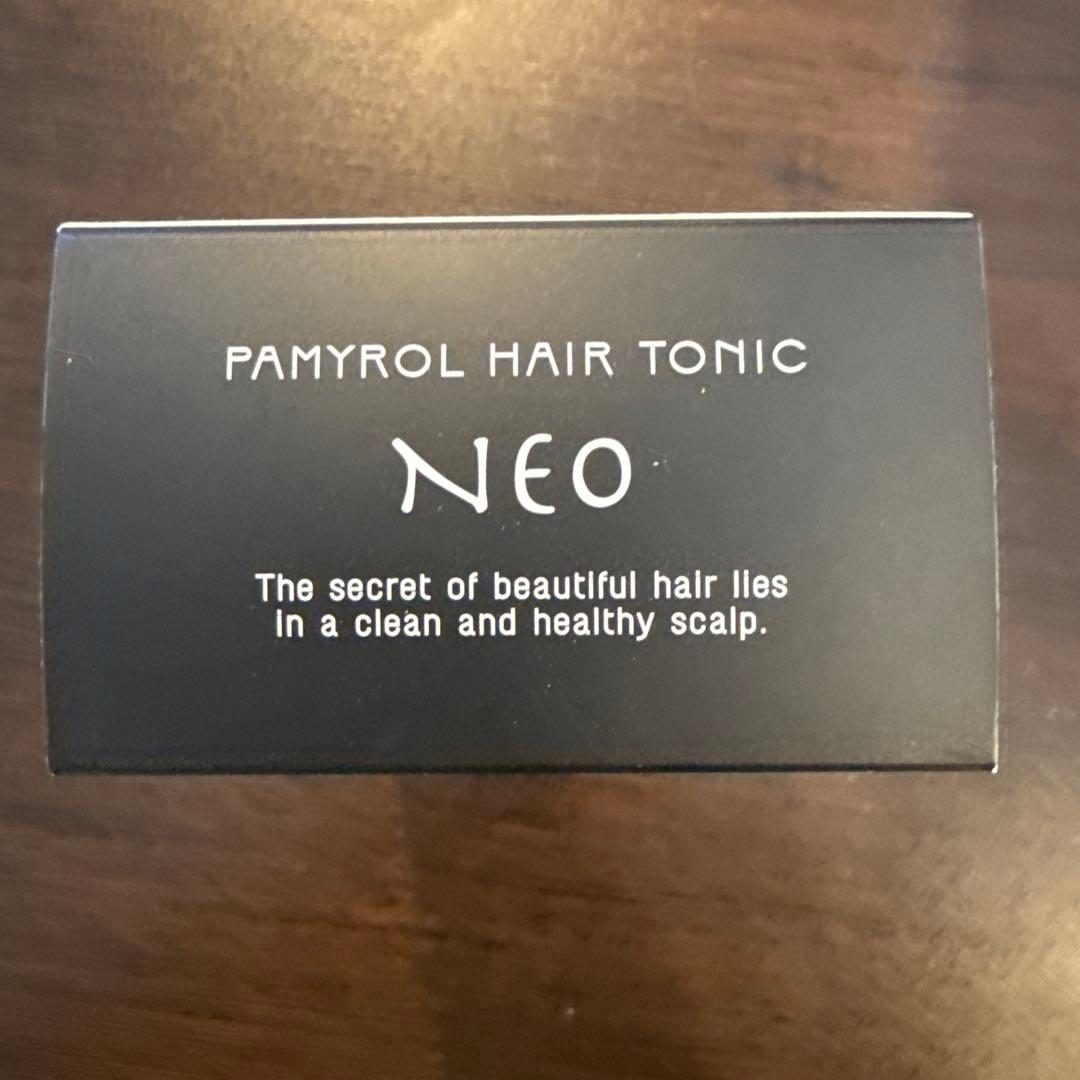 PAMYROL HAIR TONIC
NEO
The secret of beautiful hair lies
in a clean and healthy scalp.